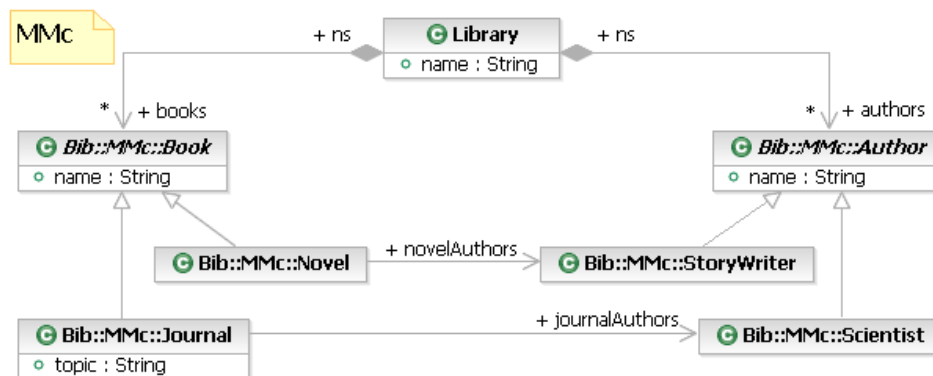 MMc
+ ns
Library
+ ns
name : String
* + books
* + authors
Bib::MMc::Book
Bib::MMc::Author
name : String
name : String
+ novelAuthors
Bib::MMc::Novel
Bib::MMc::StoryWriter
+ journalAuthors
Bib::MMc::Journal
Bib::MMc::Scientist
topic : String